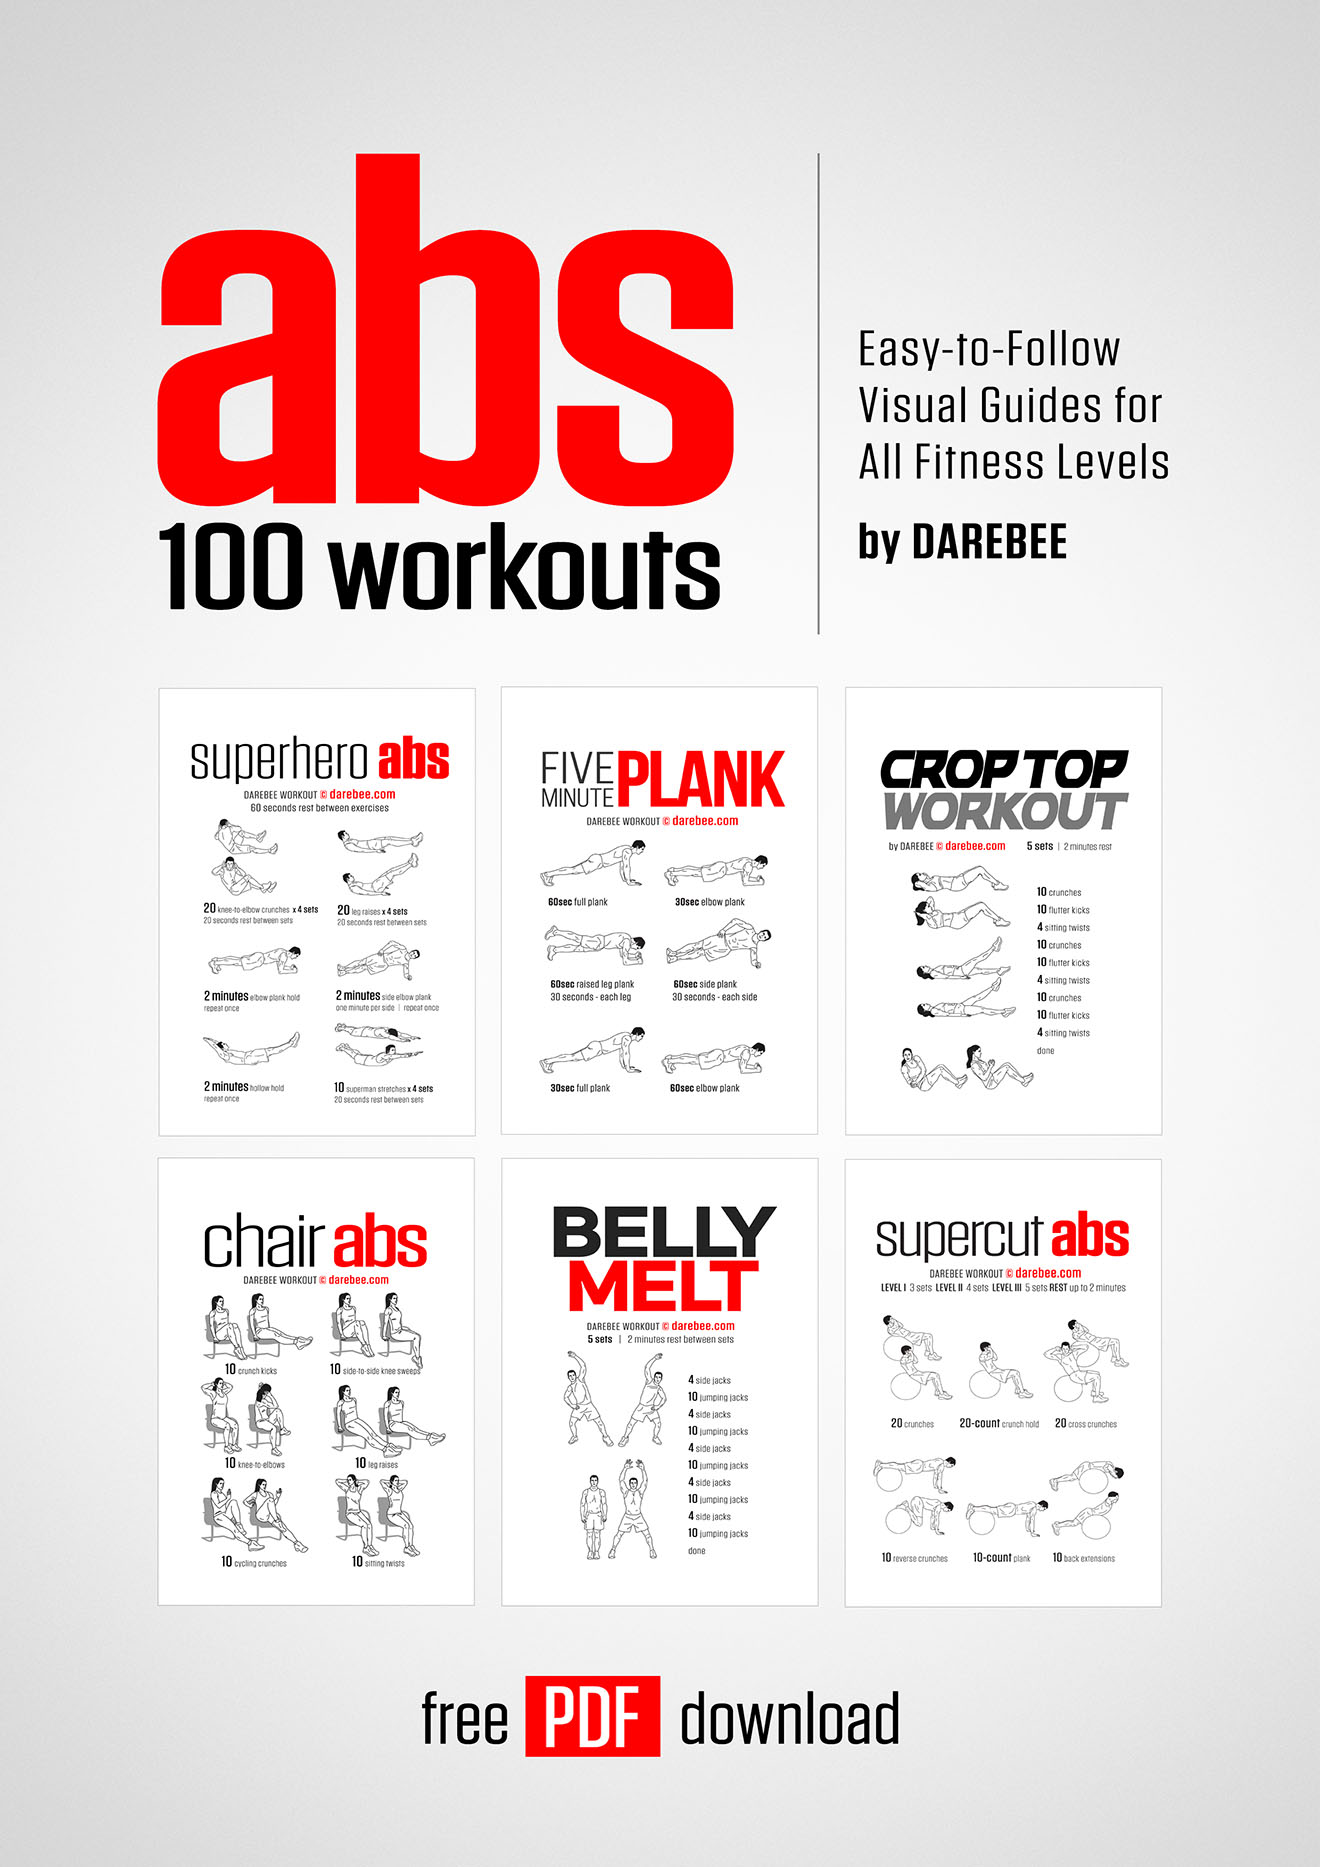 abs
100 workouts
Easy-to-Follow
Visual Guides for
All Fitness Levels
by DAREBEE
superhero abs
DAREBEE WORKOUT © darebee.com
60 seconds rest between exercises
20 knee-to-elbow crunches x 4 sets
20 seconds rest between sets
20 leg raises x 4 sets
20 seconds rest between sets
2 minutes elbow plank hold
repeat once
2 minutes side elbow plank
one minute per side | repeat once
2 minutes hollow hold
repeat once
10 superman stretches x 4 sets
20 seconds rest between sets
FIVE
MINUTE PLANK
DAREBEE WORKOUT © darebee.com
60sec full plank
30sec elbow plank
60sec raised leg plank
30 seconds - each leg
60sec side plank
30 seconds - each side
30sec full plank
60sec elbow plank
CROP TOP
WORKOUT
by DAREBEE © darebee.com 5 sets | 2 minutes rest
10 crunches
10 flutter kicks
4 sitting twists
10 crunches
10 flutter kicks
4 sitting twists
10 crunches
10 flutter kicks
4 sitting twists
done
chair abs
DAREBEE WORKOUT © darebee.com
10 crunch kicks
10 side-to-side knee sweeps
10 knee-to-elbows
10 leg raises
10 cycling crunches
10 sitting twists
BELLY
MELT
DAREBEE WORKOUT © darebee.com
5 sets | 2 minutes rest between sets
4 side jacks
10 jumping jacks
4 side jacks
10 jumping jacks
4 side jacks
10 jumping jacks
4 side jacks
10 jumping jacks
4 side jacks
10 jumping jacks
done
supercut abs
DAREBEE WORKOUT © darebee.com
LEVEL I 3 sets LEVEL II 4 sets LEVEL III 5 sets REST up to 2 minutes
20 crunches
20-count crunch hold
20 cross crunches
10 reverse crunches
10-count plank
10 back extensions
free PDF download